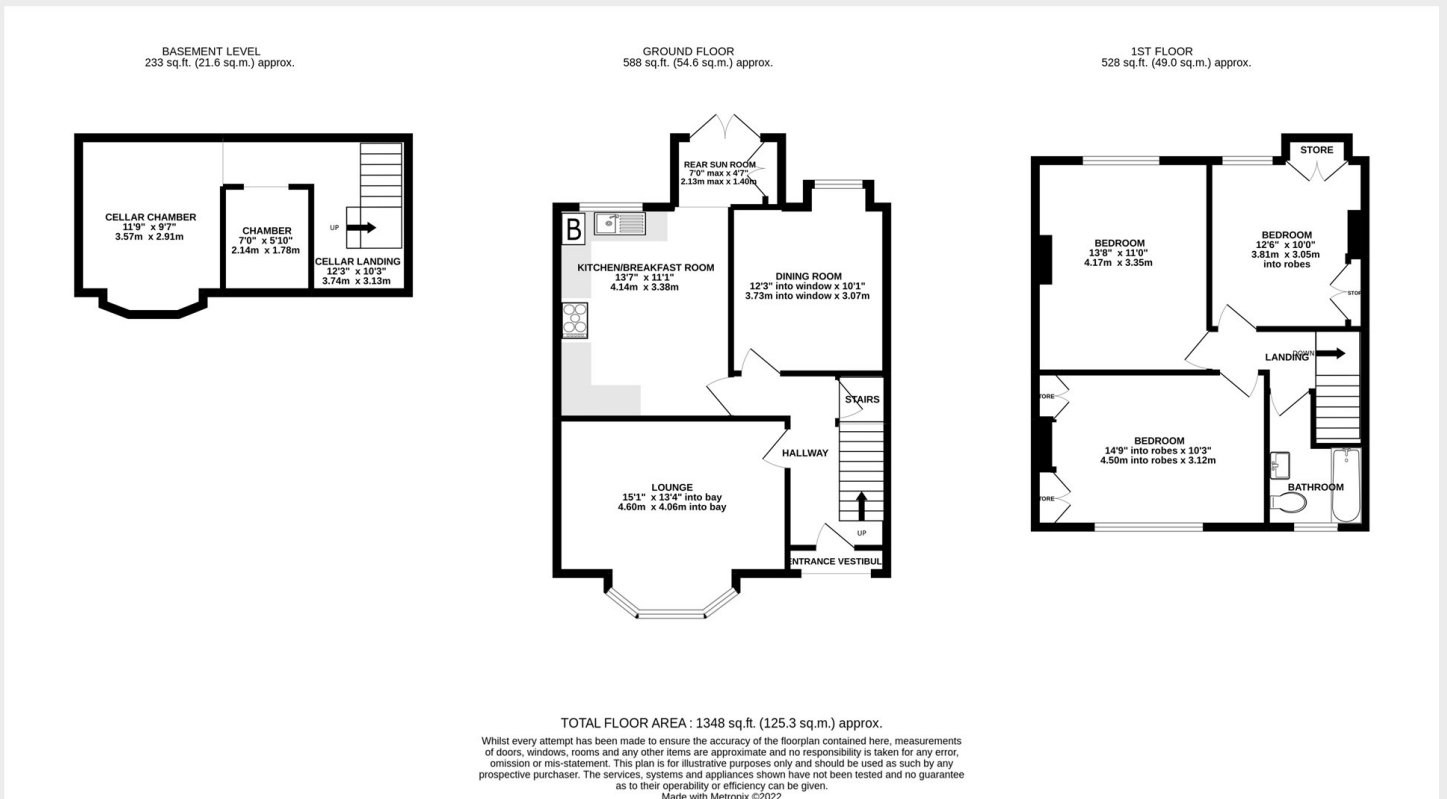 BASEMENT LEVEL
233 sq.ft. (21.6 sq.m.) approx.
CELLAR CHAMBER
11'9" x 9'7"
3.57m x 2.91m
CHAMBER
7'0" x 5'10"
2.14m x 1.78m
UP
CELLAR LANDING
12'3" x 10'3"
3.74m x 3.13m
GROUND FLOOR
588 sq.ft. (54.6 sq.m.) approx.
REAR SUN ROOM
7'0" max x 4'7"
2.13m max x 1.40m
B
KITCHEN/BREAKFAST ROOM
13'7" x 11'1"
4.14m x 3.38m
DINING ROOM
12'3" into window x 10'1"
3.73m into window x 3.07m
STAIRS
HALLWAY
LOUNGE
15'1" x 13'4" into bay
4.60m x 4.06m into bay
UP
ENTRANCE VESTIBUL
1ST FLOOR
528 sq.ft. (49.0 sq.m.) approx.
STORE
BEDROOM
13'8" x 11'0"
4.17m x 3.35m
BEDROOM
12'6" x 10'0"
3.81m x 3.05m
into robes
STOR
LANDING
DOWN
TORE
BEDROOM
14'9" into robes x 10'3"
4.50m into robes x 3.12m
TORE
BATHROOM
TOTAL FLOOR AREA : 1348 sq.ft. (125.3 sq.m.) approx.
Whilst every attempt has been made to ensure the accuracy of the floorplan contained here, measurements
of doors, windows, rooms and any other items are approximate and no responsibility is taken for any error,
omission or mis-statement. This plan is for illustrative purposes only and should be used as such by any
prospective purchaser. The services, systems and appliances shown have not been tested and no guarantee
as to their operability or efficiency can be given.
Made with Metropix ©2022